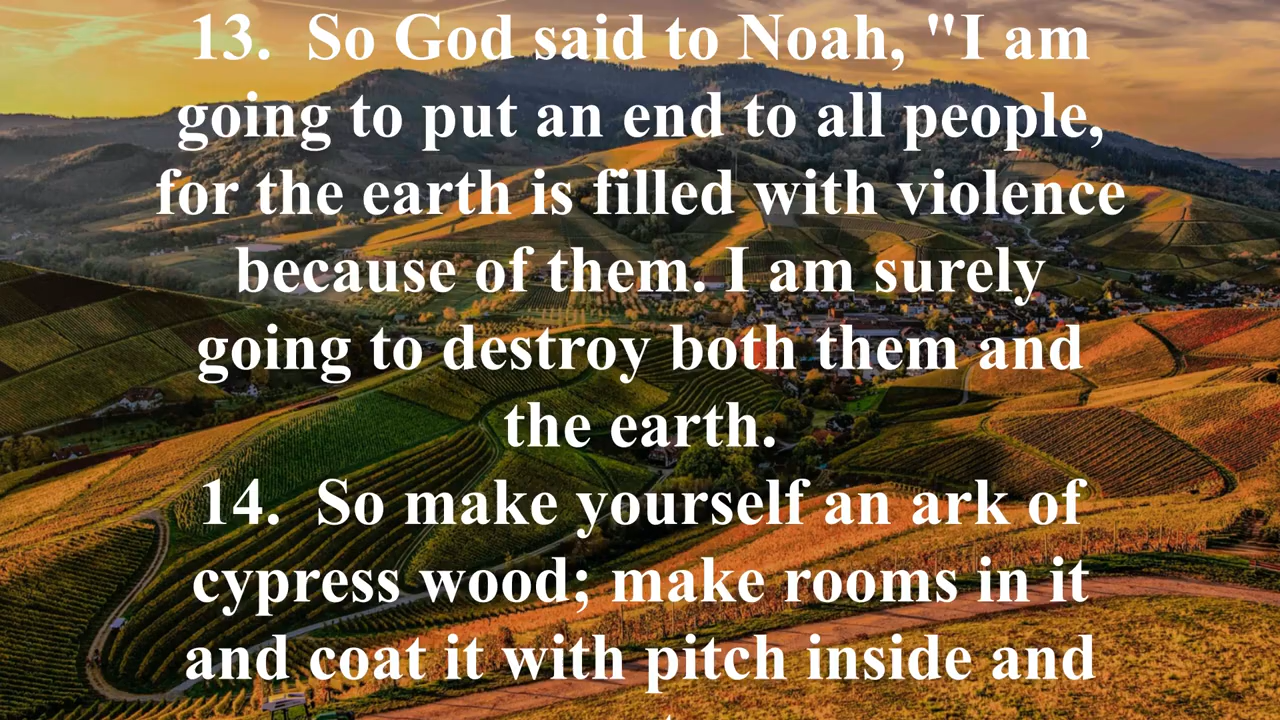 13.  So God said to Noah, "I am
going to put an end to all people,
for the earth is filled with violence
because of them. I am surely
going to destroy both them and
the earth.
14.  So make yourself an ark of
cypress wood; make rooms in it
and coat it with pitch inside and